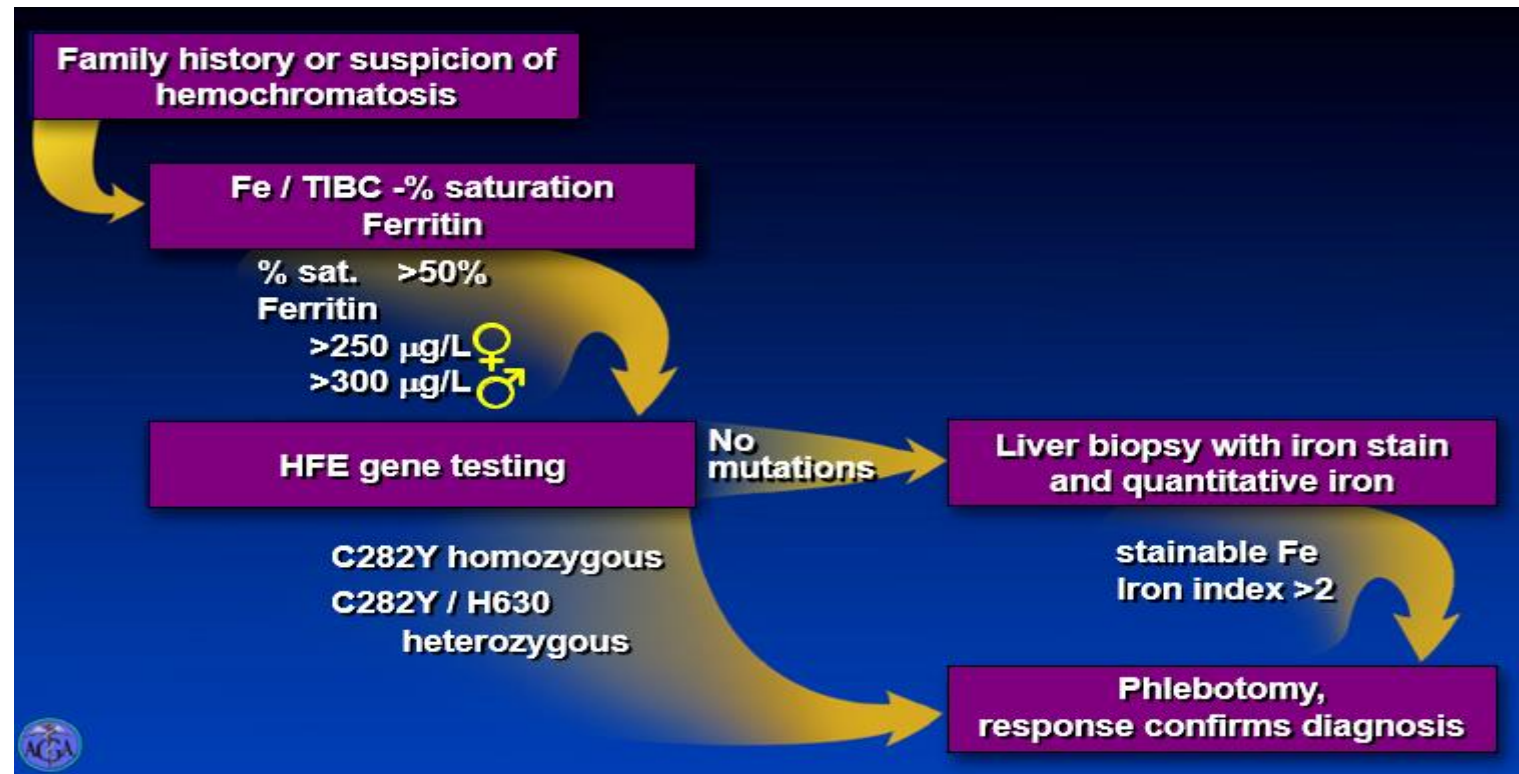 Family history or suspicion of
hemochromatosis
Fe / TIBC -% saturation
Ferritin
% sat. >50%
Ferritin
>250 μg/L♀
>300 μg/L♂
HFE gene testing
No
mutations
Liver biopsy with iron stain
and quantitative iron
C282Y homozygous
C282Y / H630
heterozygous
stainable Fe
Iron index >2
Phlebotomy,
response confirms diagnosis
AGA